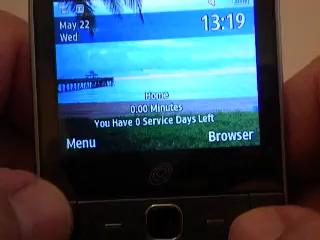 May 22
13:19
Wed
Home
0.00 Minutes
You Have 0 Service Days Left
Menu
Browser